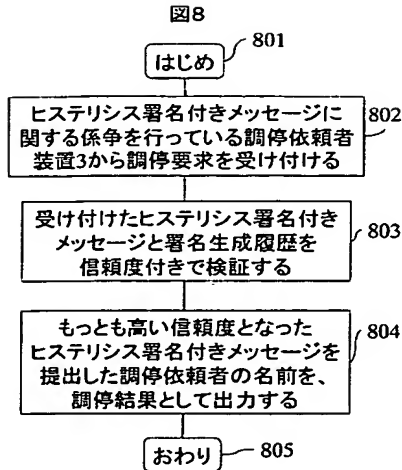 図8
はじめ
801
ヒステリシス署名付きメッセージに
関する係争を行っている調停依頼者
装置3から調停要求を受け付ける
802
受け付けたヒステリシス署名付き
メッセージと署名生成履歴を
信頼度付きで検証する
803
もっとも高い信頼度となった
ヒステリシス署名付きメッセージを
提出した調停依頼者の名前を、
調停結果として出力する
804
おわり
805